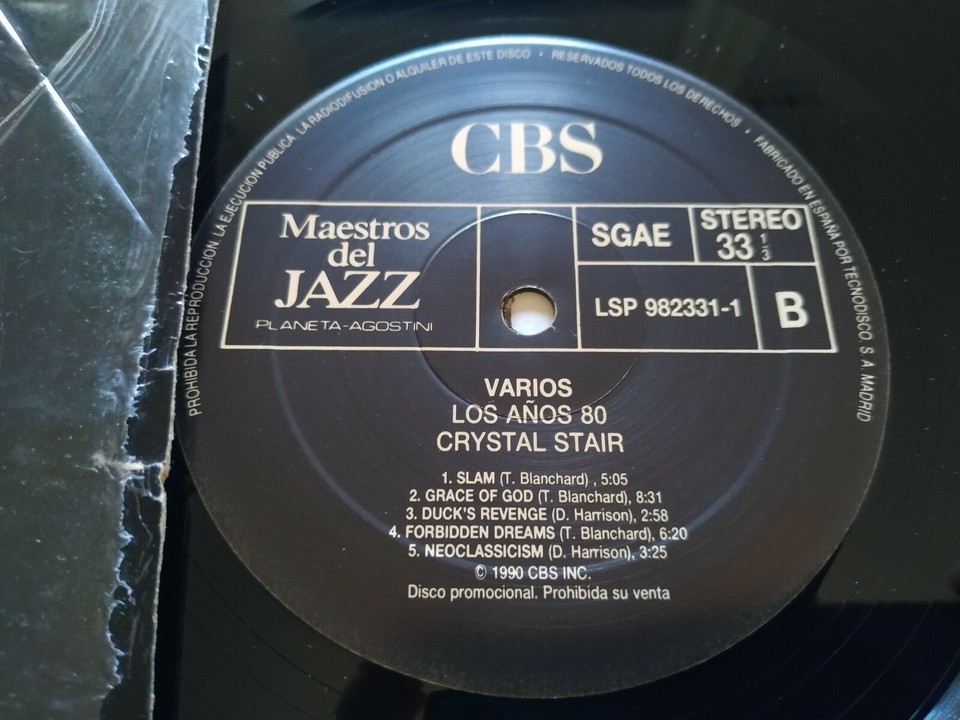 PROHIBIDA LA REPRODUCCION. LA EJECUCION PUBLICA. LA RADIODIFUSION O ALQUILER DE ESTE DISCO · RESERVADOS TODOS LOS DERECHOS · FABRICADO EN ESPAÑA POR TECNODISCO. S. A. MADRID
CBS
Maestros
del
JAZZ
PLANETA-AGOSTINI
SGAE
STEREO
33 1/3
LSP 982331-1
B
VARIOS
LOS AÑOS 80
CRYSTAL STAIR
1. SLAM (T. Blanchard) , 5:05
2. GRACE OF GOD (T. Blanchard), 8:31
3. DUCK'S REVENGE (D. Harrison), 2:58
4. FORBIDDEN DREAMS (T. Blanchard), 6:20
5. NEOCLASSICISM (D. Harrison), 3:25
© 1990 CBS INC.
Disco promocional. Prohibida su venta